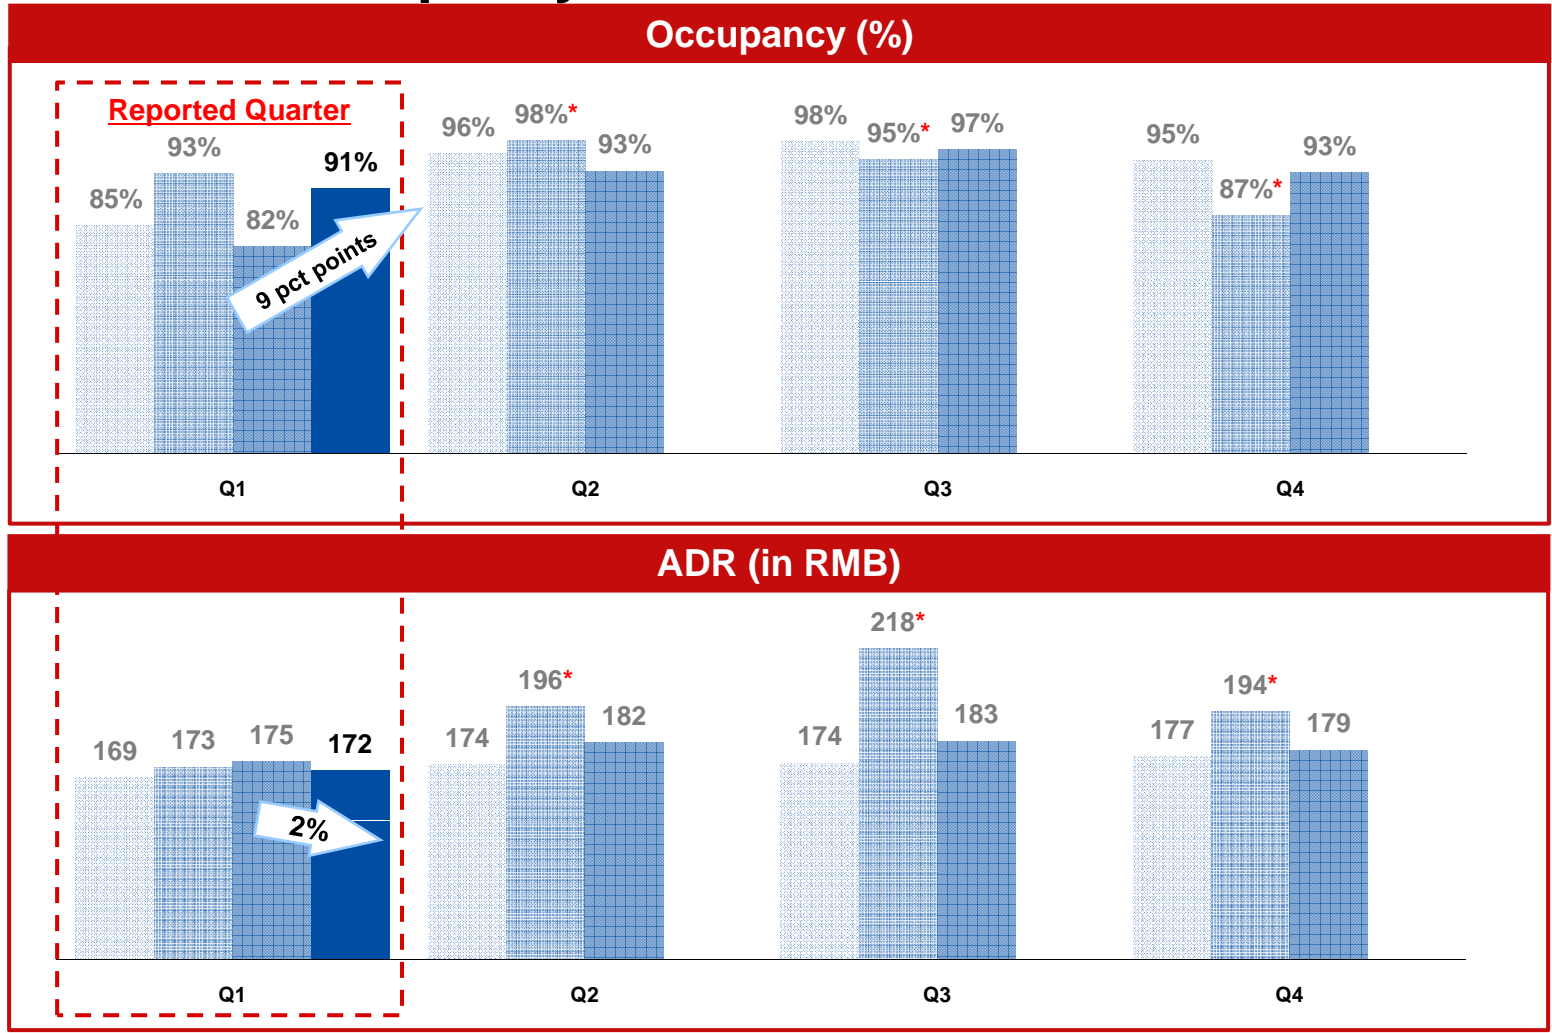 Occupancy (%)
Reported Quarter
85%
93%
82%
91%
9 pct points
96%
98%*
93%
98%
95%*
97%
95%
87%*
93%
Q1
Q2
Q3
Q4
ADR (in RMB)
169
173
175
172
2%
174
196*
182
174
218*
183
177
194*
179
Q1
Q2
Q3
Q4